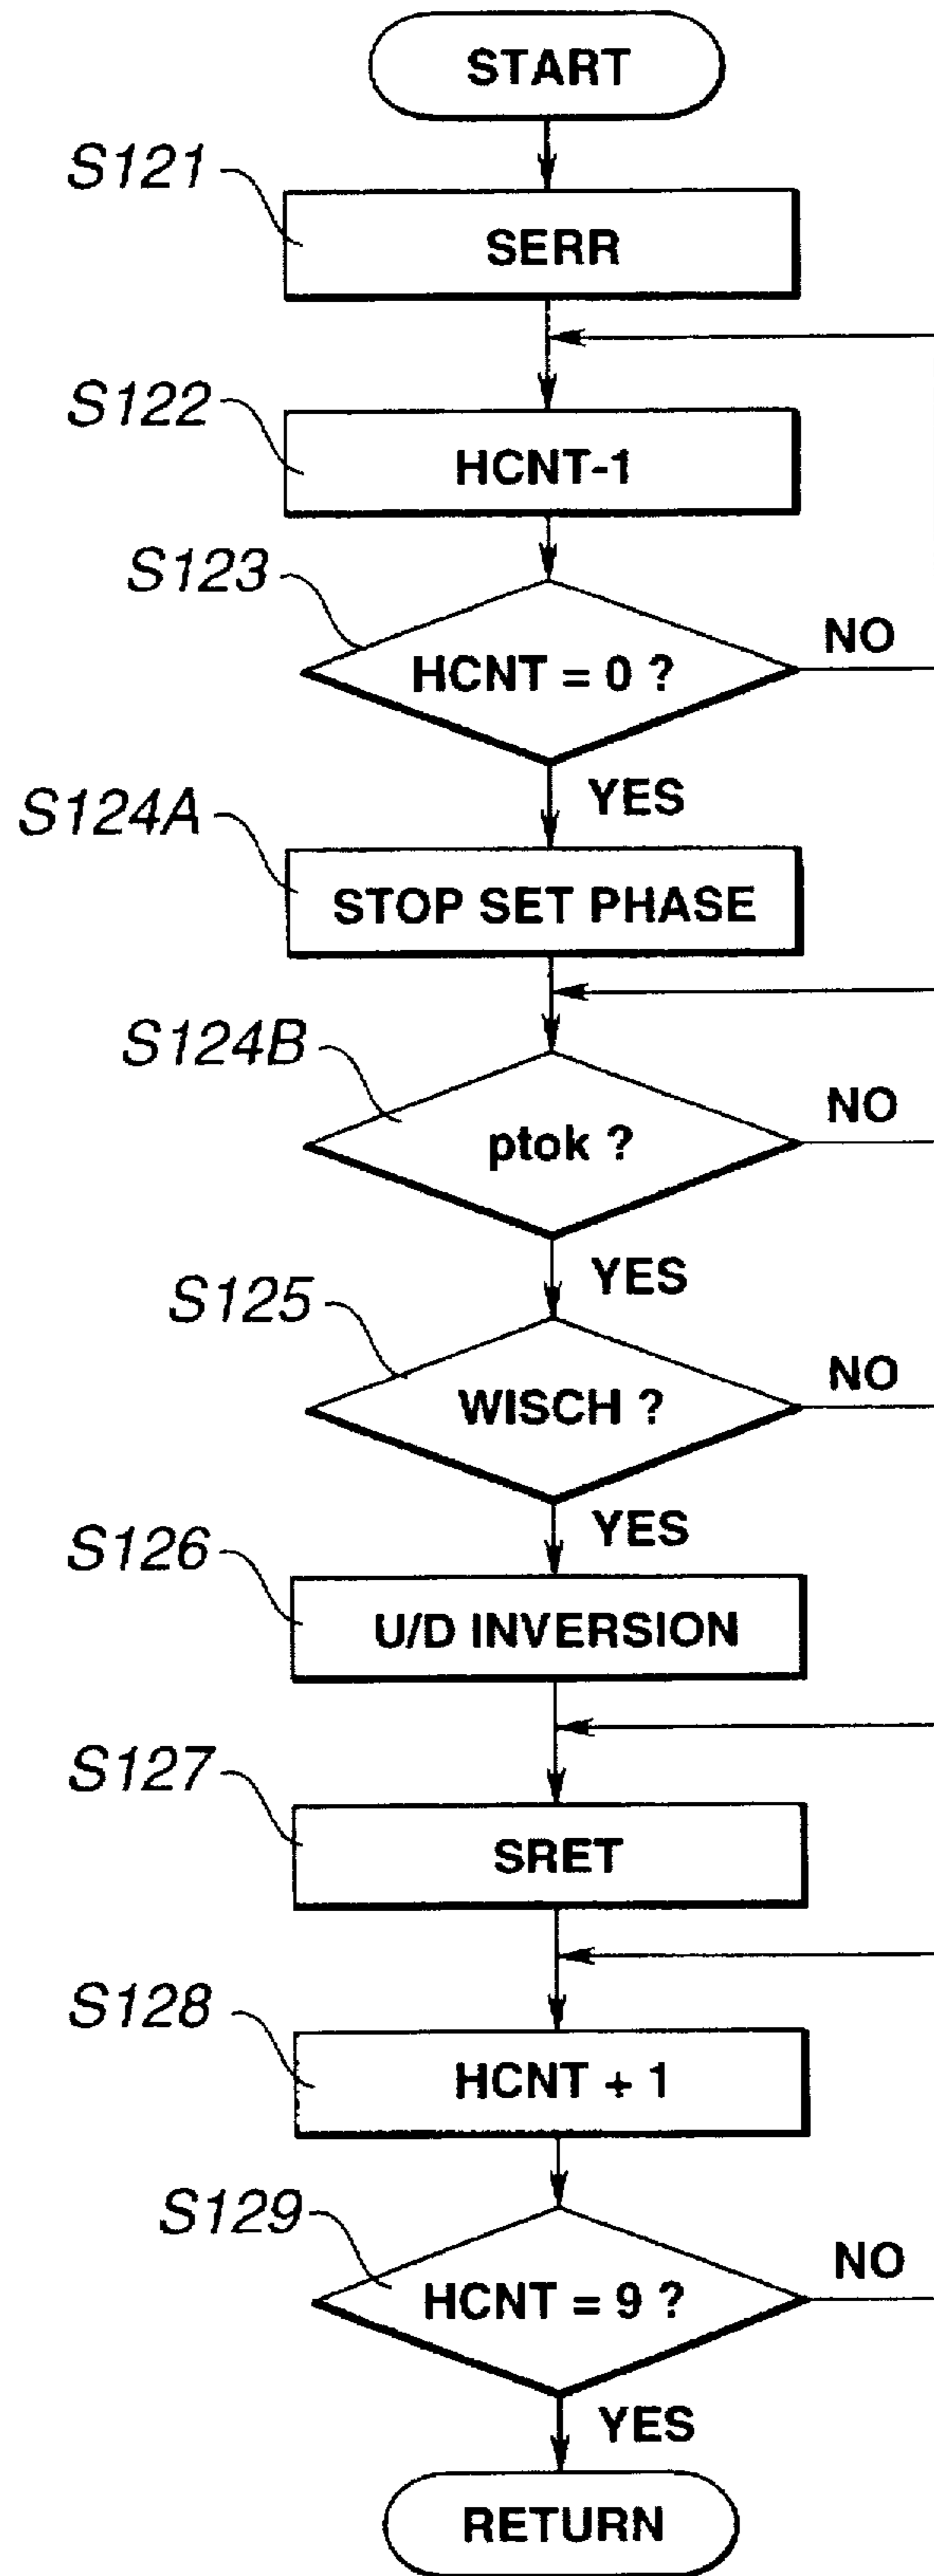 START
S121
SERR
S122
HCNT-1
S123
HCNT = 0 ?
NO
YES
S124A
STOP SET PHASE
S124B
ptok ?
NO
YES
S125
WISCH ?
NO
YES
S126
U/D INVERSION
S127
SRET
S128
HCNT + 1
S129
HCNT = 9 ?
NO
YES
RETURN